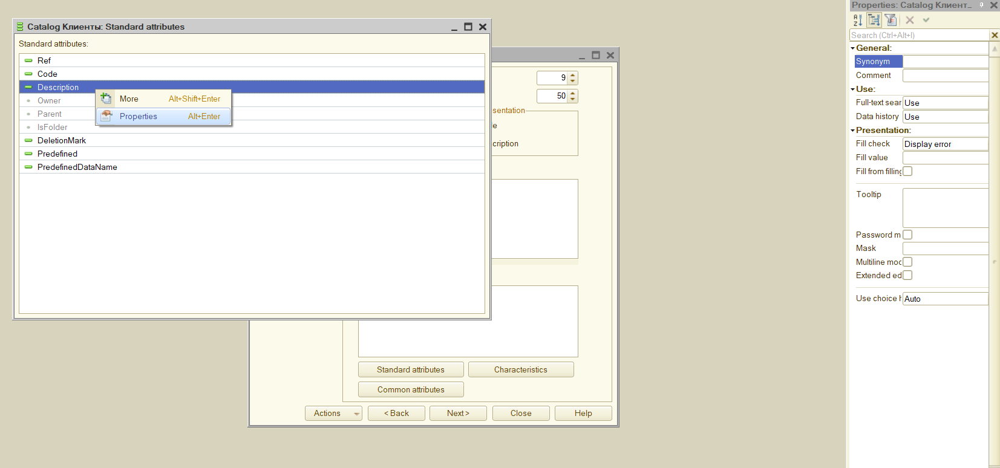 Catalog Клиенты: Standard attributes
Standard attributes:
Ref
Code
Description
Owner
Parent
IsFolder
DeletionMark
Predefined
PredefinedDataName
More Alt+Shift+Enter
Properties Alt+Enter
9
50
sentation
cription
Standard attributes
Characteristics
Common attributes
Actions
< Back
Next >
Close
Help
Properties: Catalog Клиент...
Search (Ctrl+Alt+I)
General:
Synonym
Comment
Use:
Full-text sear Use
Data history Use
Presentation:
Fill check Display error
Fill value
Fill from filling
Tooltip
Password m
Mask
Multiline mod
Extended ed
Use choice h Auto